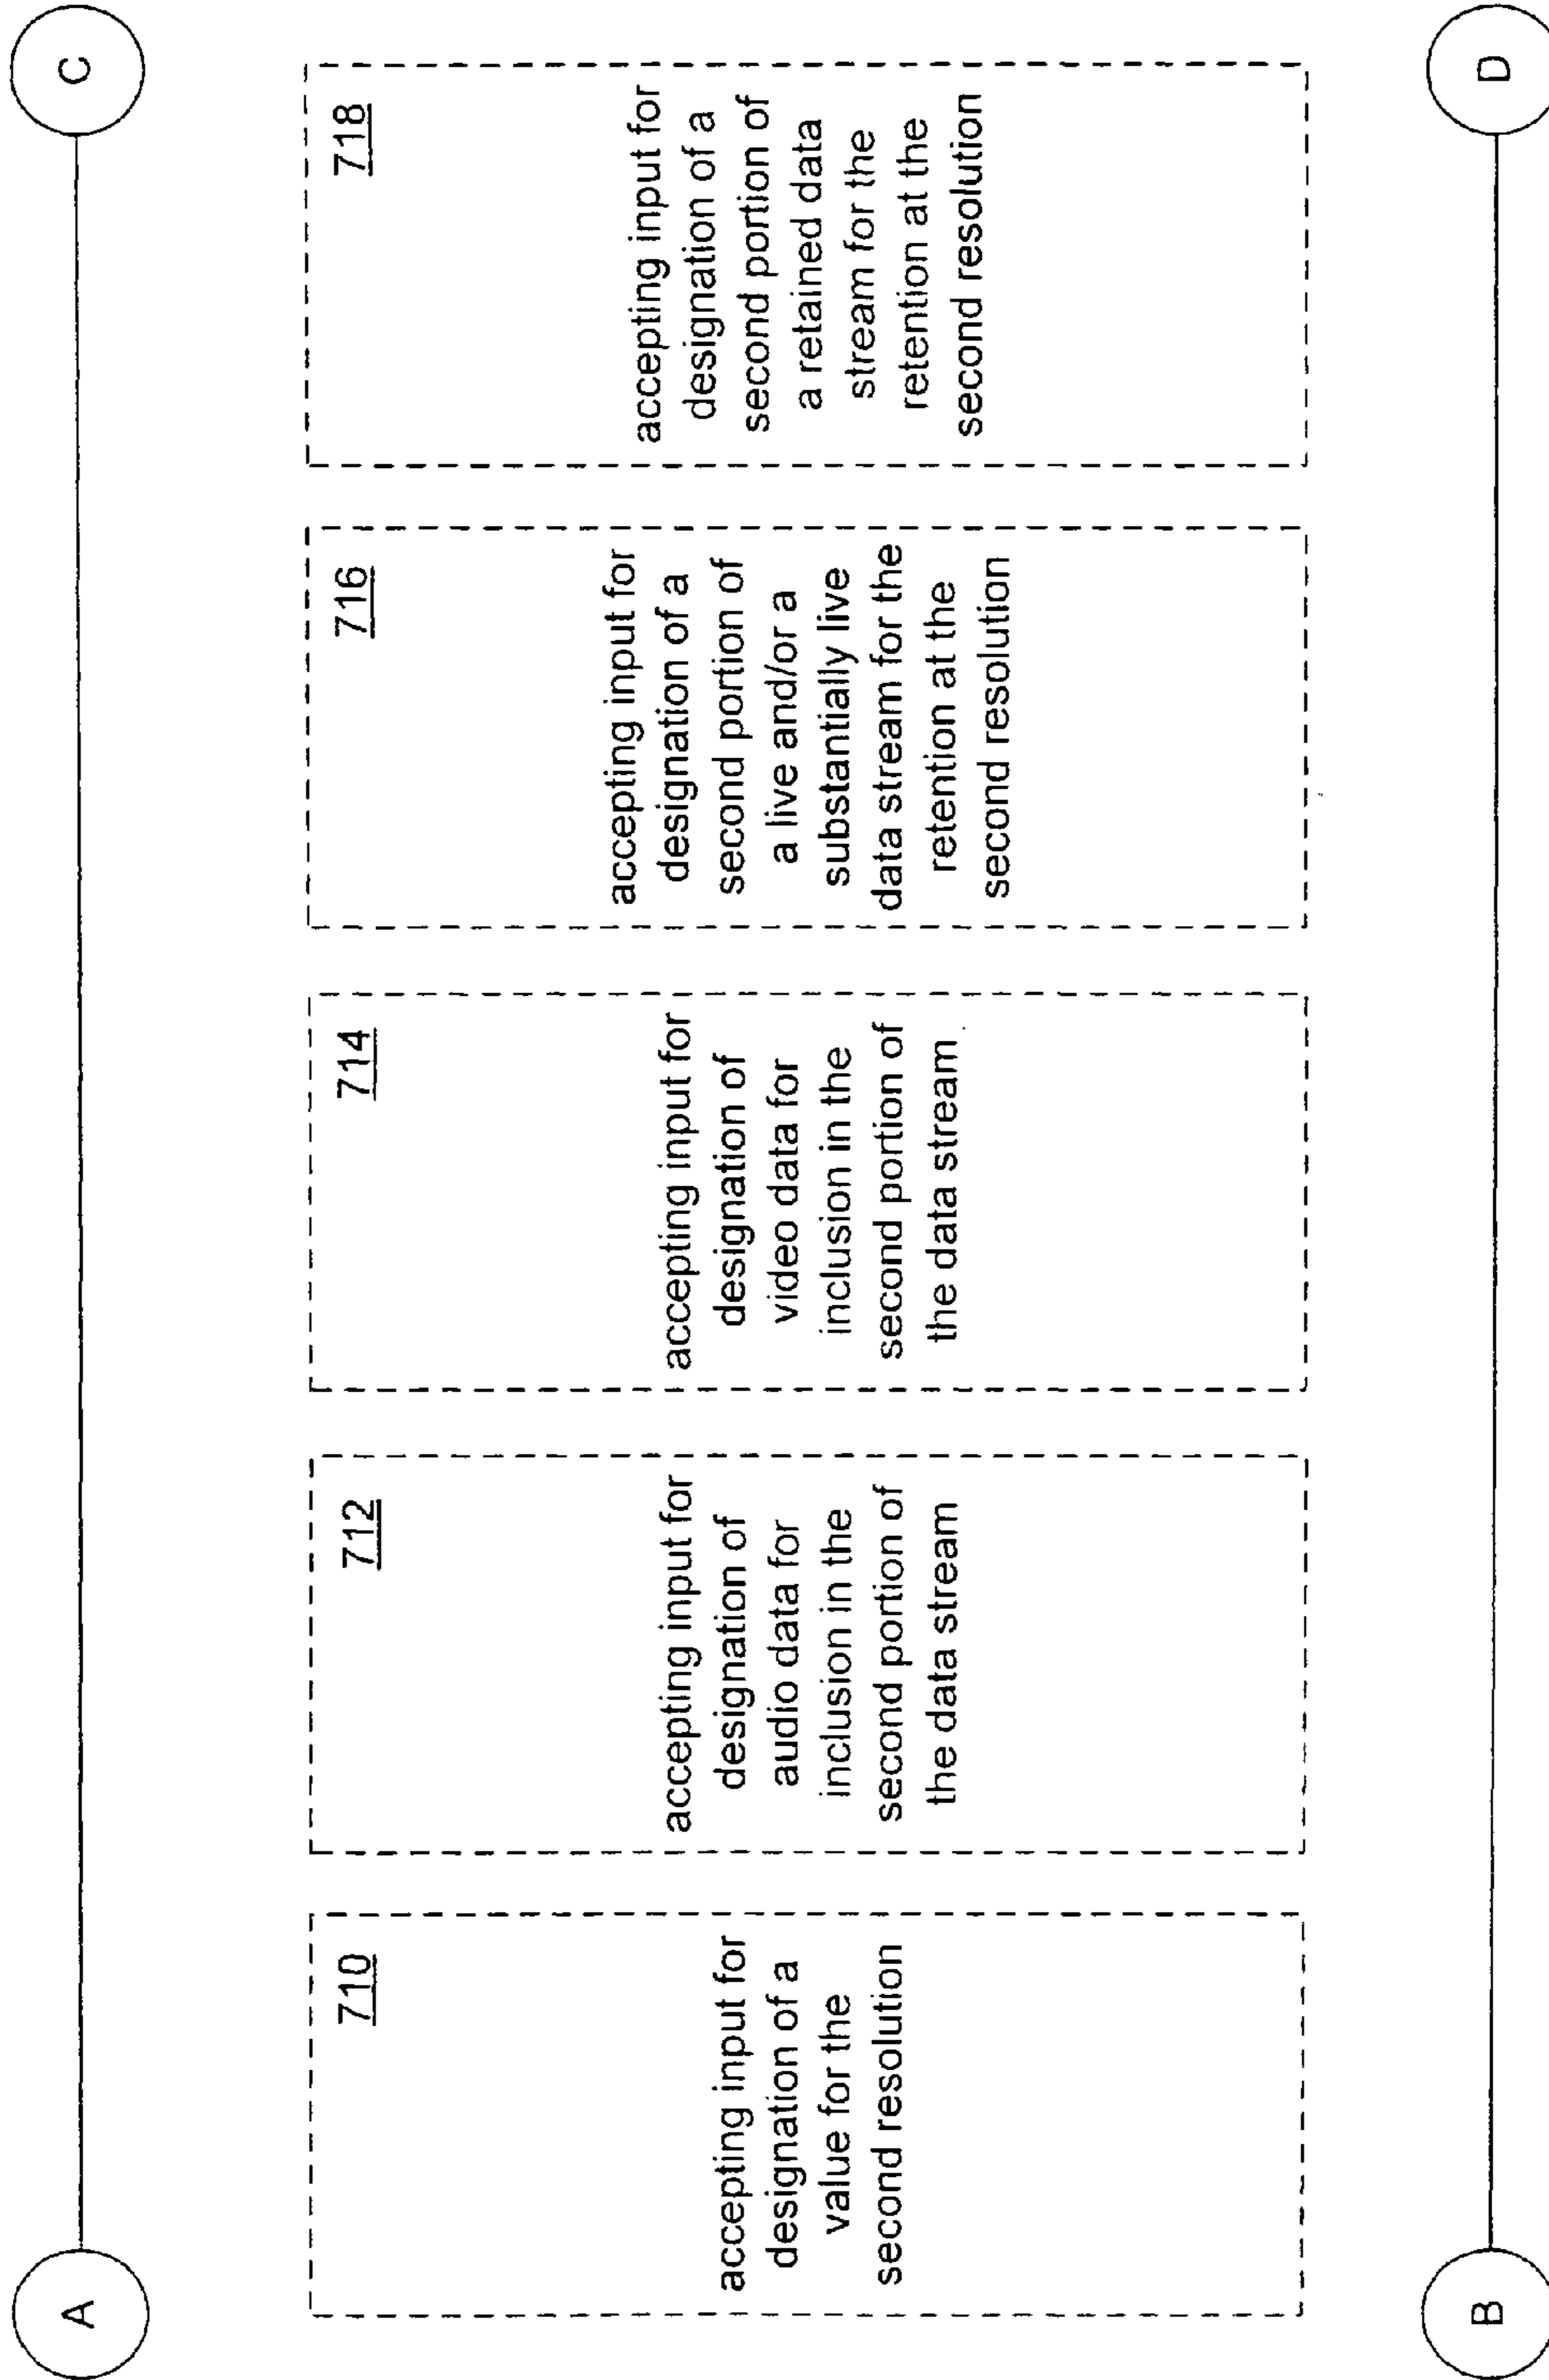 A
C
710
accepting input for
designation of a
value for the
second resolution
712
accepting input for
designation of
audio data for
inclusion in the
second portion of
the data stream
714
accepting input for
designation of
video data for
inclusion in the
second portion of
the data stream
716
accepting input for
designation of a
second portion of
a live and/or a
substantially live
data stream for the
retention at the
second resolution
718
accepting input for
designation of a
second portion of
a retained data
stream for the
retention at the
second resolution
B
D